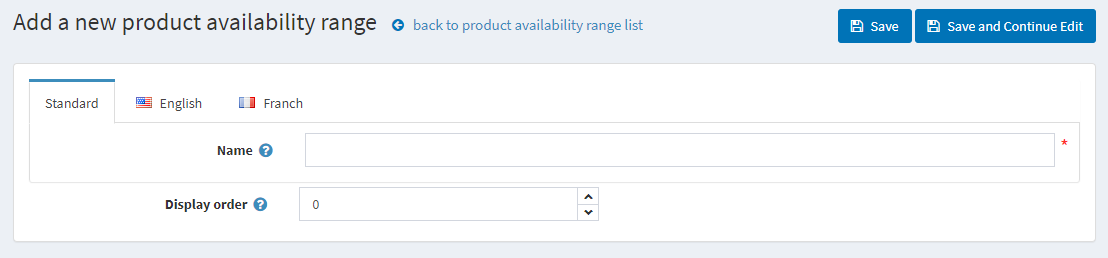 Add a new product availability range back to product availability range list Save Save and Continue Edit
Standard English Franch
Name *
Display order 0